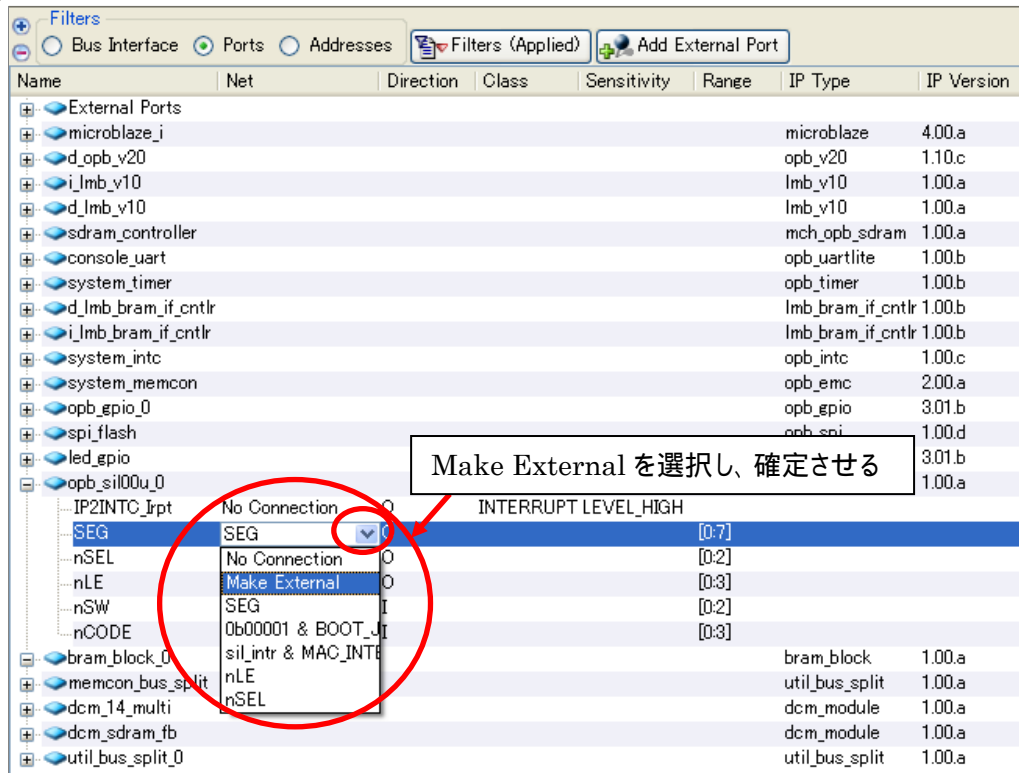 Filters
Bus Interface Ports Addresses Filters (Applied) Add External Port
Name Net Direction Class Sensitivity Range IP Type IP Version
External Ports
microblaze_i microblaze 4.00.a
d_opb_v20 opb_v20 1.10.c
i_lmb_v10 lmb_v10 1.00.a
d_lmb_v10 lmb_v10 1.00.a
sdram_controller mch_opb_sdram 1.00.a
console_uart opb_uartlite 1.00.b
system_timer opb_timer 1.00.b
d_lmb_bram_if_cntlr lmb_bram_if_cntlr 1.00.b
i_lmb_bram_if_cntlr lmb_bram_if_cntlr 1.00.b
system_intc opb_intc 1.00.c
system_memcon opb_emc 2.00.a
opb_gpio_0 opb_gpio 3.01.b
spi_flash opb_spi 1.00.d
led_gpio 3.01.b
Make External を選択し、確定させる
opb_sil00u_0 1.00.a
IP2INTC_Irpt No Connection O INTERRUPT LEVEL_HIGH
SEG SEG O [0:7]
nSEL No Connection O [0:2]
nLE Make External O [0:3]
nSW SEG I [0:2]
nCODE 0b00001 & BOOT_J I [0:3]
bram_block_0 sil_intr & MAC_INTE bram_block 1.00.a
memcon_bus_split nLE util_bus_split 1.00.a
dcm_14_multi nSEL dcm_module 1.00.a
dcm_sdram_fb dcm_module 1.00.a
util_bus_split_0 util_bus_split 1.00.a